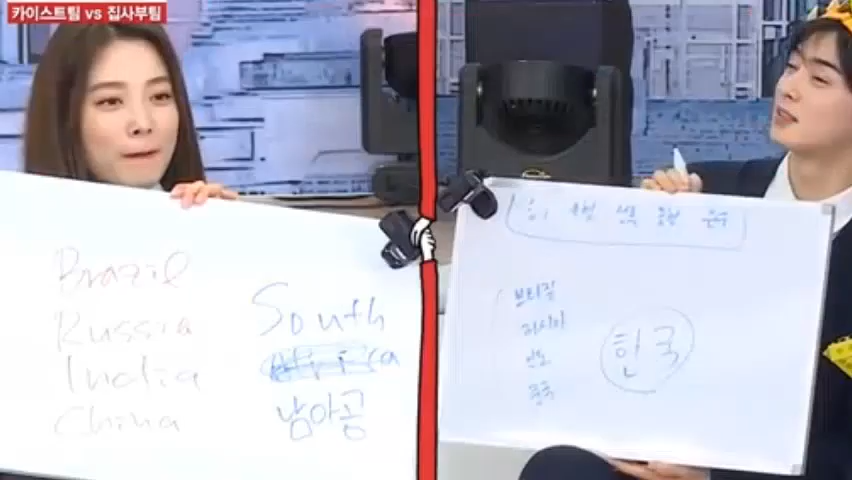 카이스트팀 vs 집사부팀
Brazil
Russia
India
China
South
남아공
브라질
러시아
인도
중국
한국